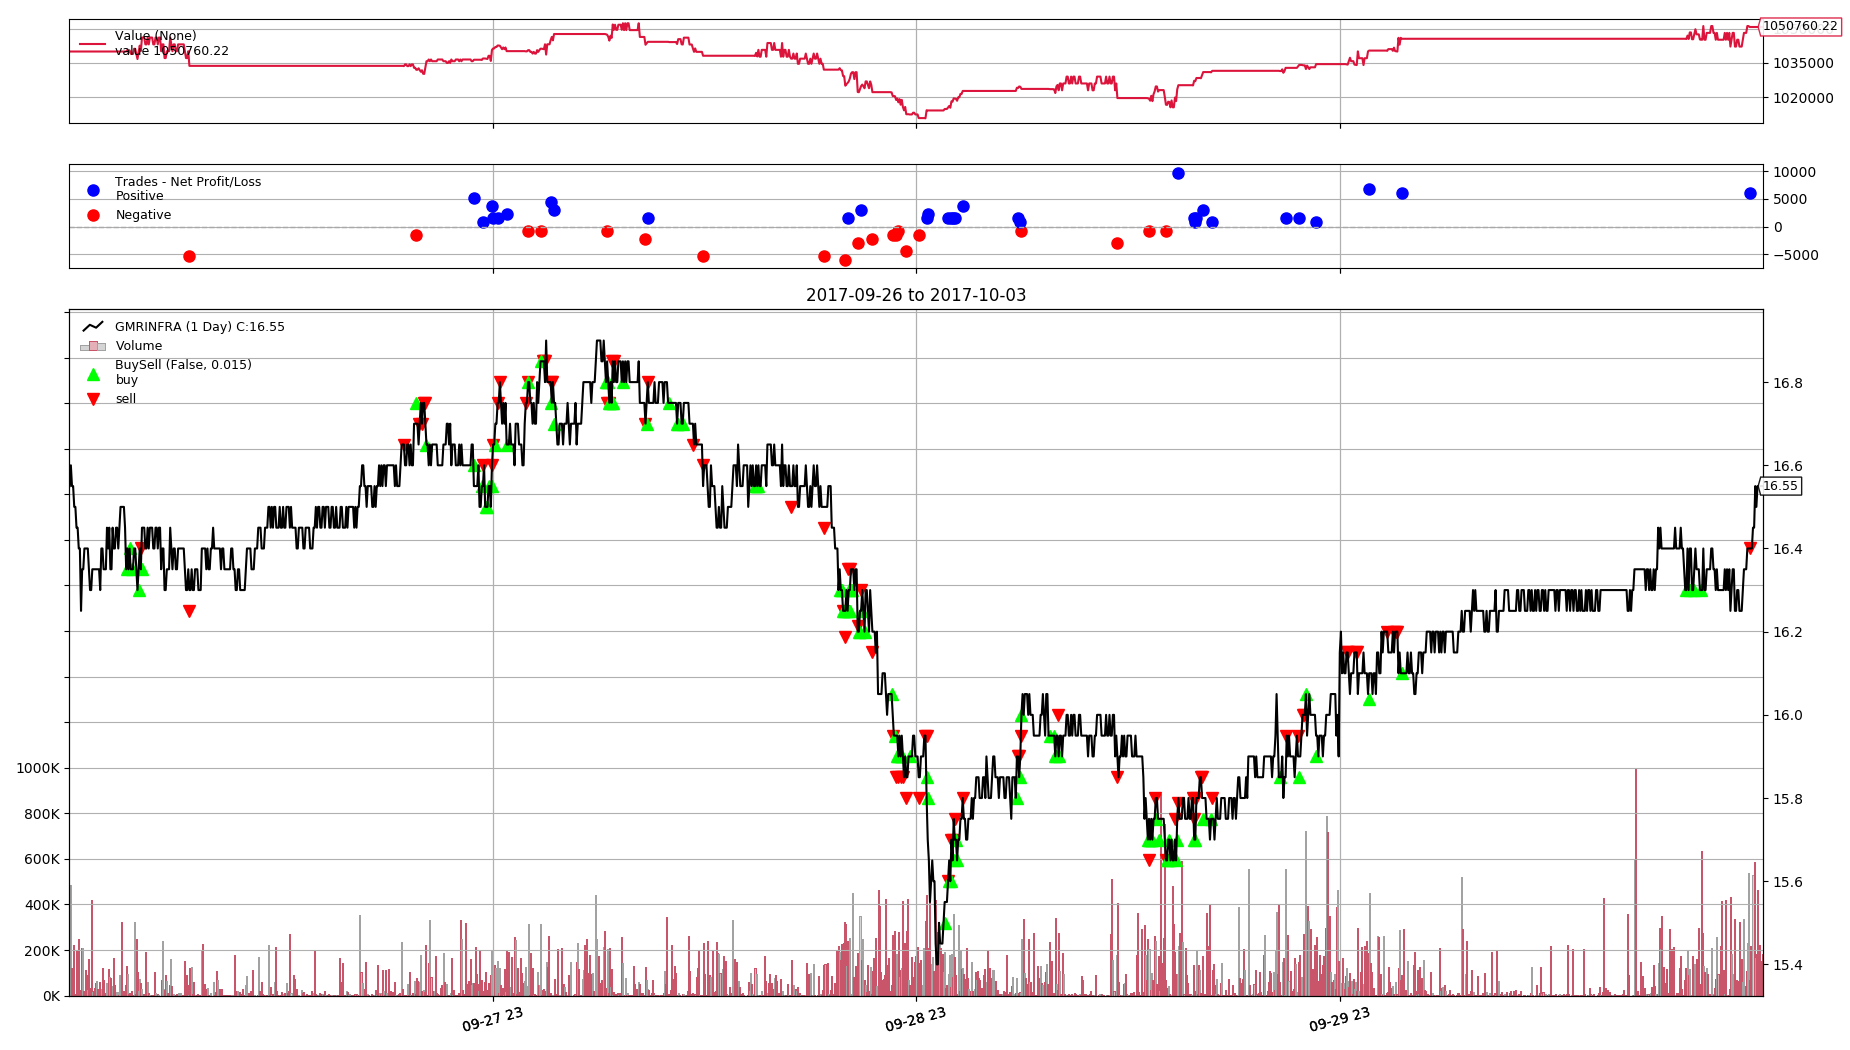 Value (None)
value 1050760.22
1050760.22
1035000
1020000
Trades - Net Profit/Loss
Positive
Negative
10000
5000
0
−5000
2017-09-26 to 2017-10-03
GMRINFRA (1 Day) C:16.55
Volume
BuySell (False, 0.015)
buy
sell
16.8
16.6
16.55
16.4
16.2
16.0
15.8
15.6
15.4
1000K
800K
600K
400K
200K
0K
09-27 23
09-28 23
09-29 23